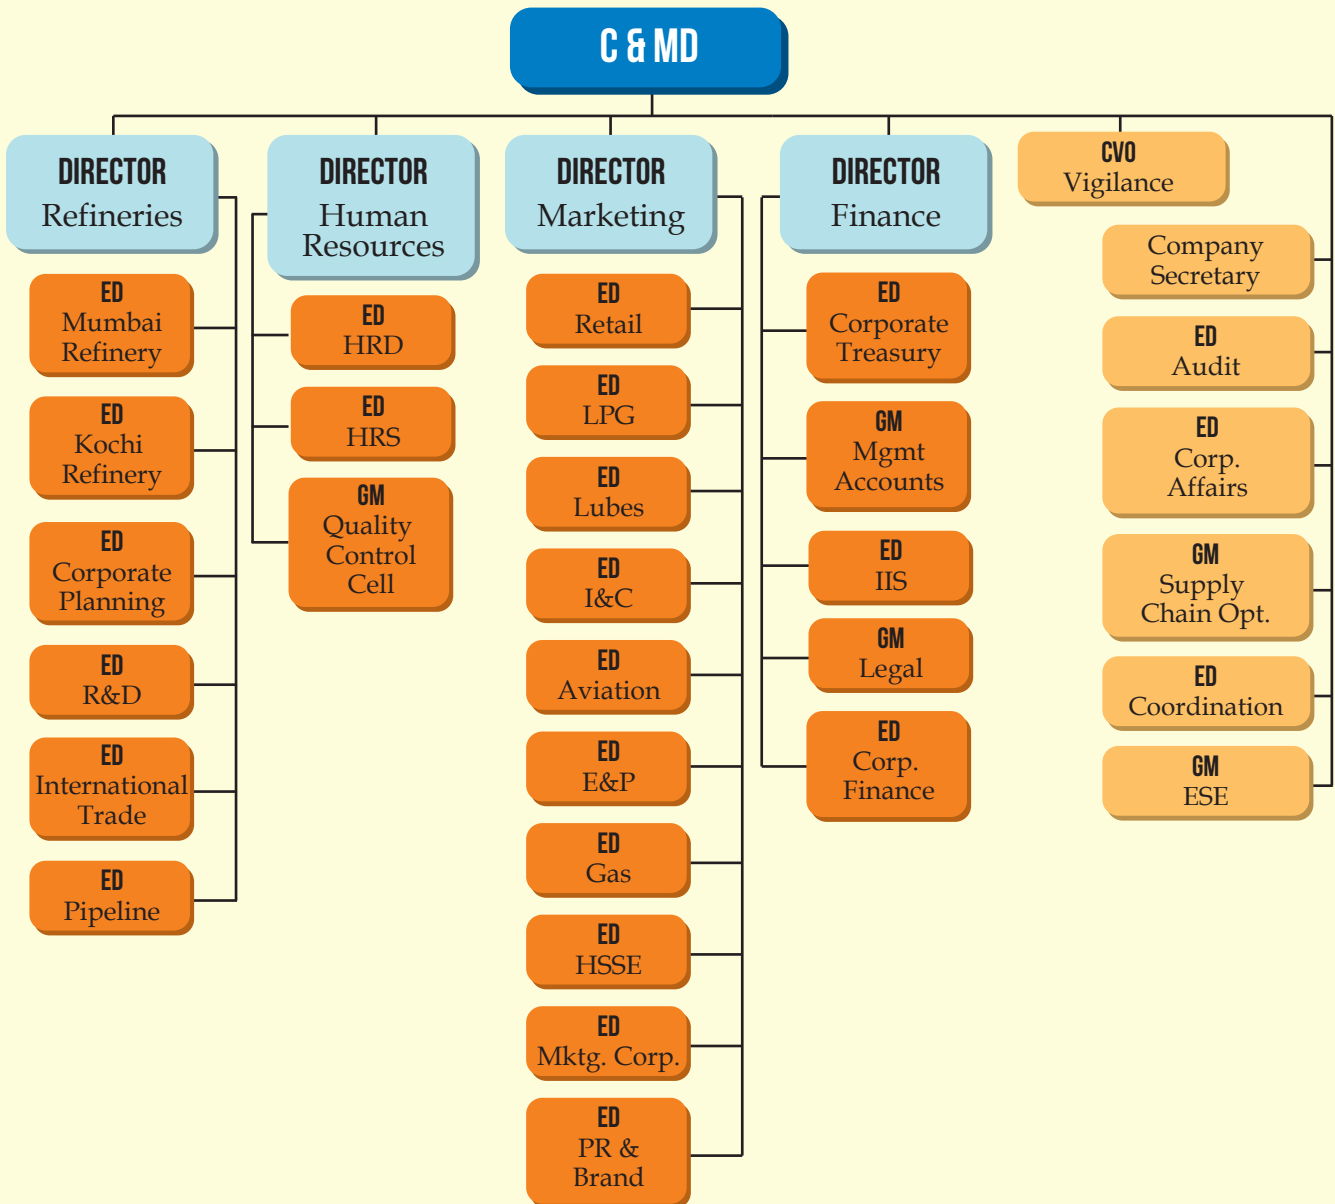 C & MD
DIRECTOR
Refineries
ED
Mumbai
Refinery
ED
Kochi
Refinery
ED
Corporate
Planning
ED
R&D
ED
International
Trade
ED
Pipeline
DIRECTOR
Human
Resources
ED
HRD
ED
HRS
GM
Quality
Control
Cell
DIRECTOR
Marketing
ED
Retail
ED
LPG
ED
Lubes
ED
I&C
ED
Aviation
ED
E&P
ED
Gas
ED
HSSE
ED
Mktg. Corp.
ED
PR &
Brand
DIRECTOR
Finance
ED
Corporate
Treasury
GM
Mgmt
Accounts
ED
IIS
GM
Legal
ED
Corp.
Finance
CVO
Vigilance
Company
Secretary
ED
Audit
ED
Corp.
Affairs
GM
Supply
Chain Opt.
ED
Coordination
GM
ESE